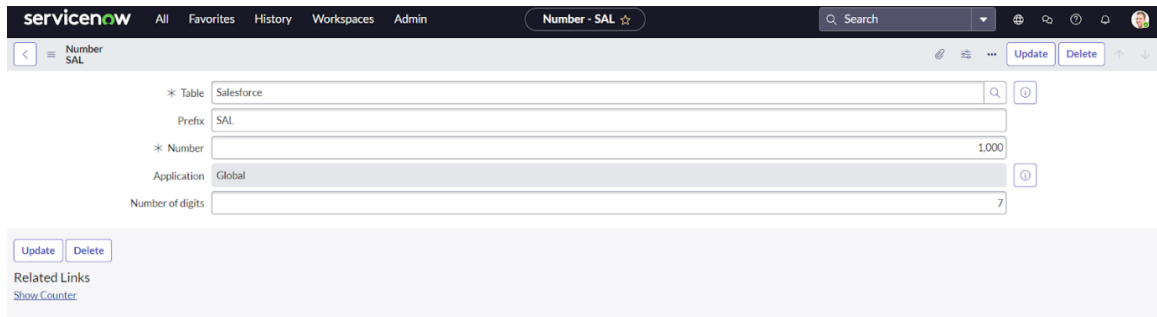 servicenow All Favorites History Workspaces Admin Number - SAL Search
Number
SAL
Update Delete
* Table Salesforce
Prefix SAL
* Number 1,000
Application Global
Number of digits 7
Update Delete
Related Links
Show Counter